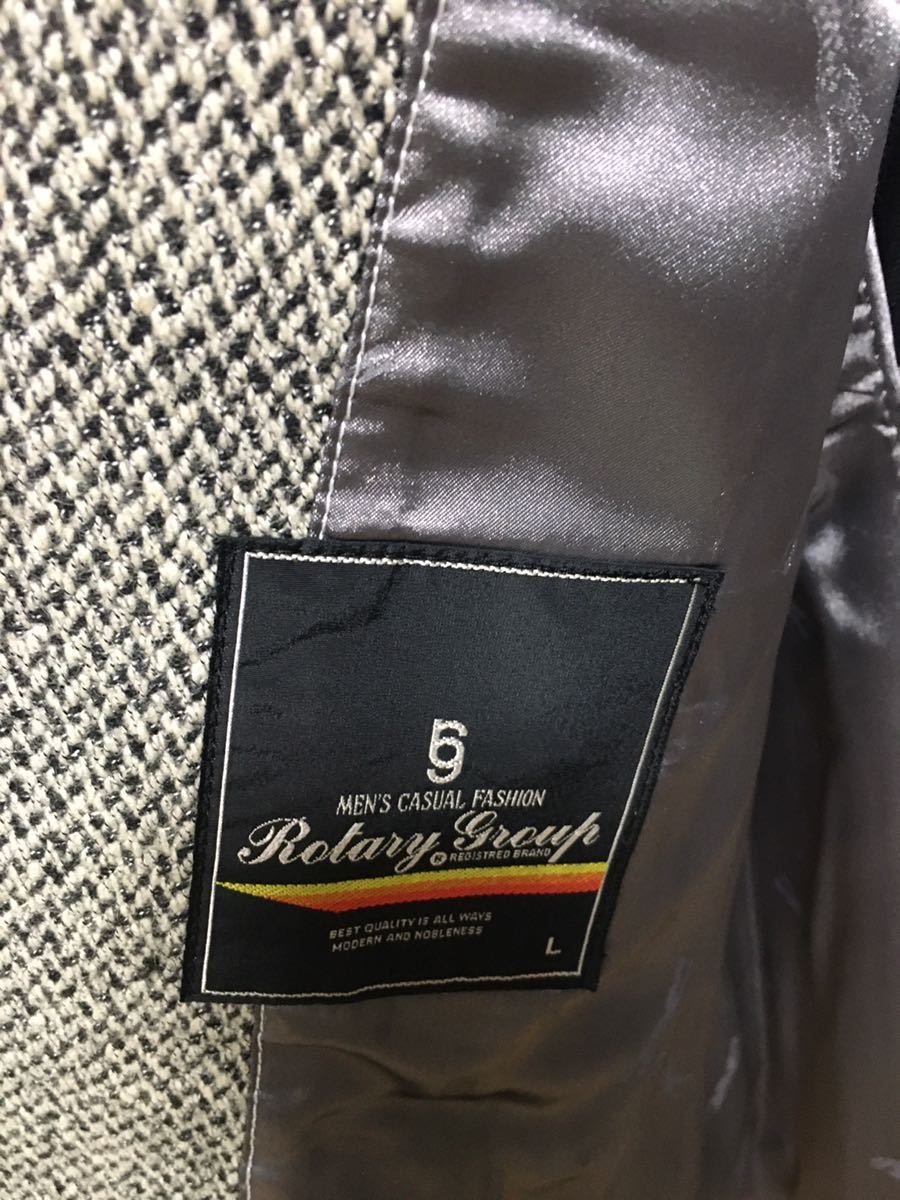 MEN'S CASUAL FASHION
Rotary Group
® REGISTRED BRAND
BEST QUALITY IS ALL WAYS
MODERN AND NOBLENESS
L